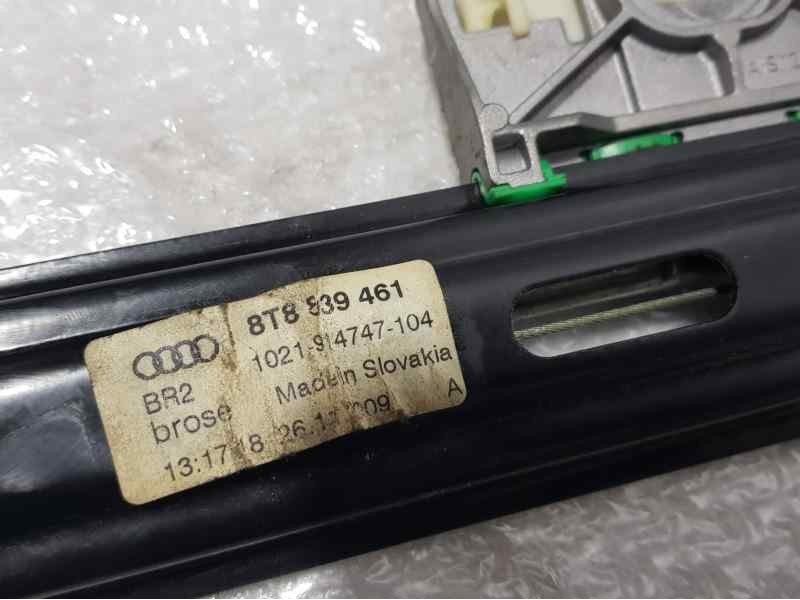 8T8 839 461
1021-914747-104
BR2
Made in Slovakia
brose
A
13:17